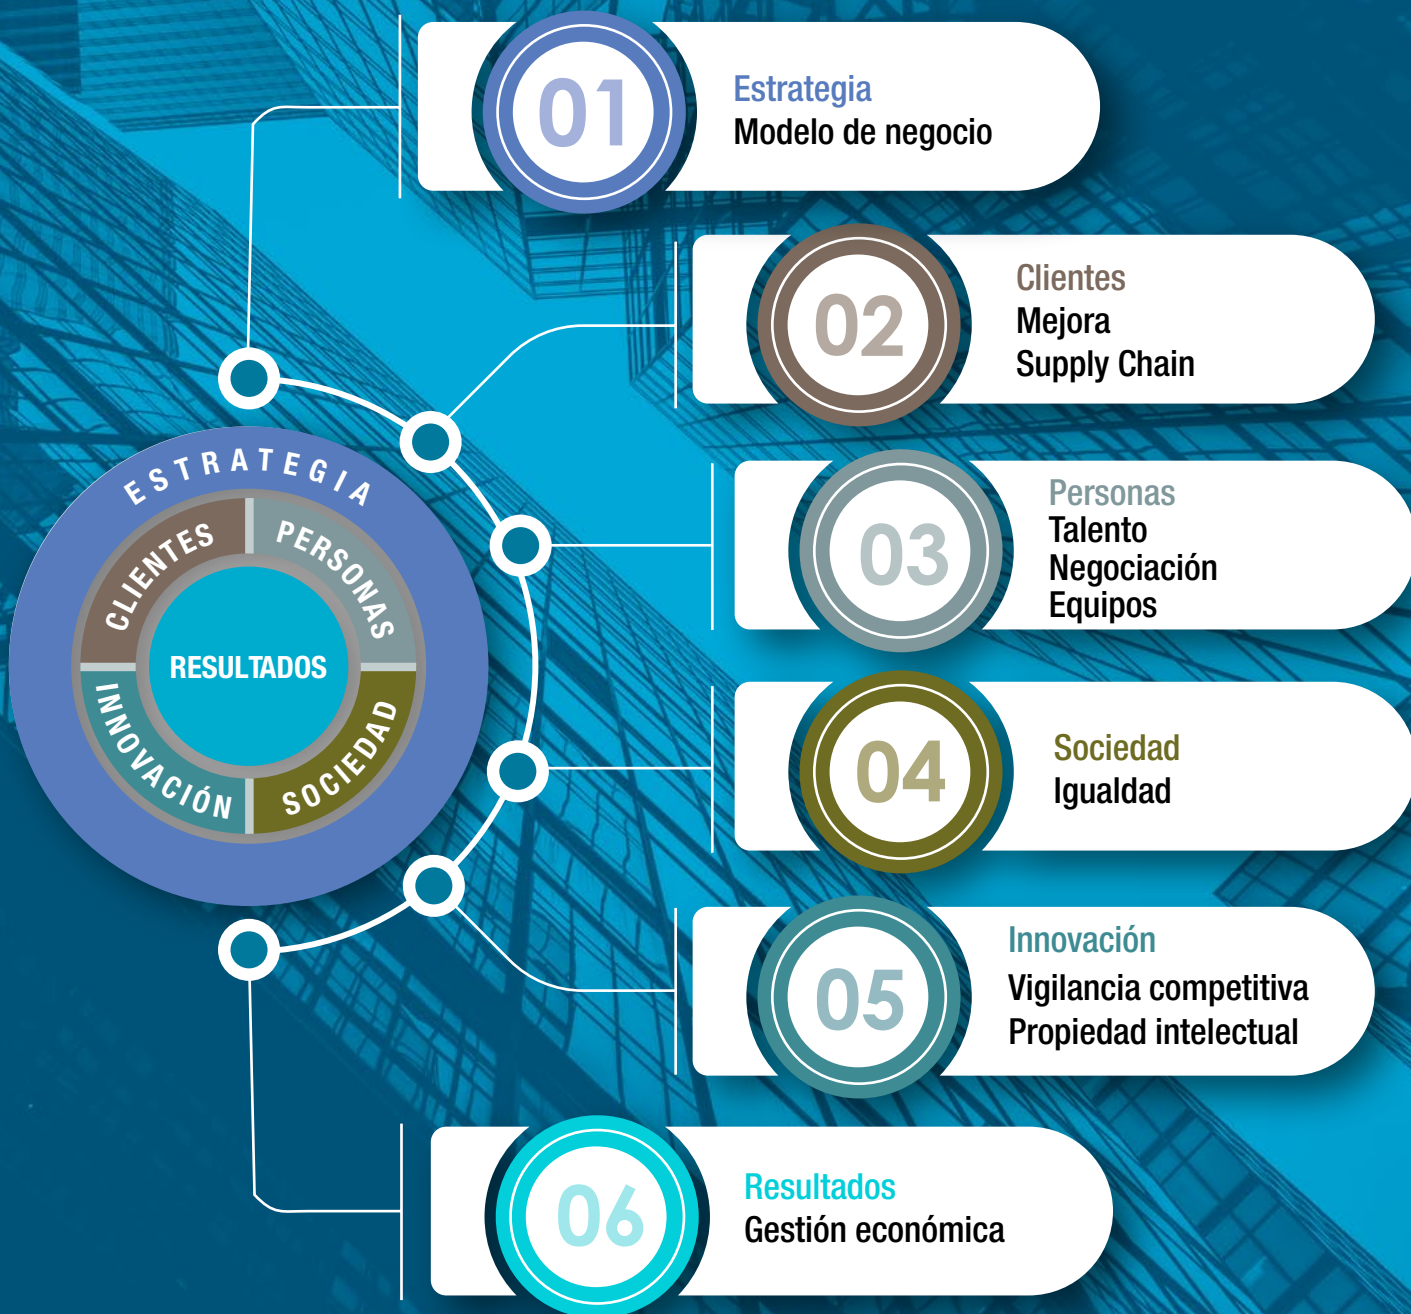 01
Estrategia
Modelo de negocio
02
Clientes
Mejora
Supply Chain
ESTRATEGIA
CLIENTES
PERSONAS
RESULTADOS
INNOVACIÓN
SOCIEDAD
03
Personas
Talento
Negociación
Equipos
04
Sociedad
Igualdad
05
Innovación
Vigilancia competitiva
Propiedad intelectual
06
Resultados
Gestión económica